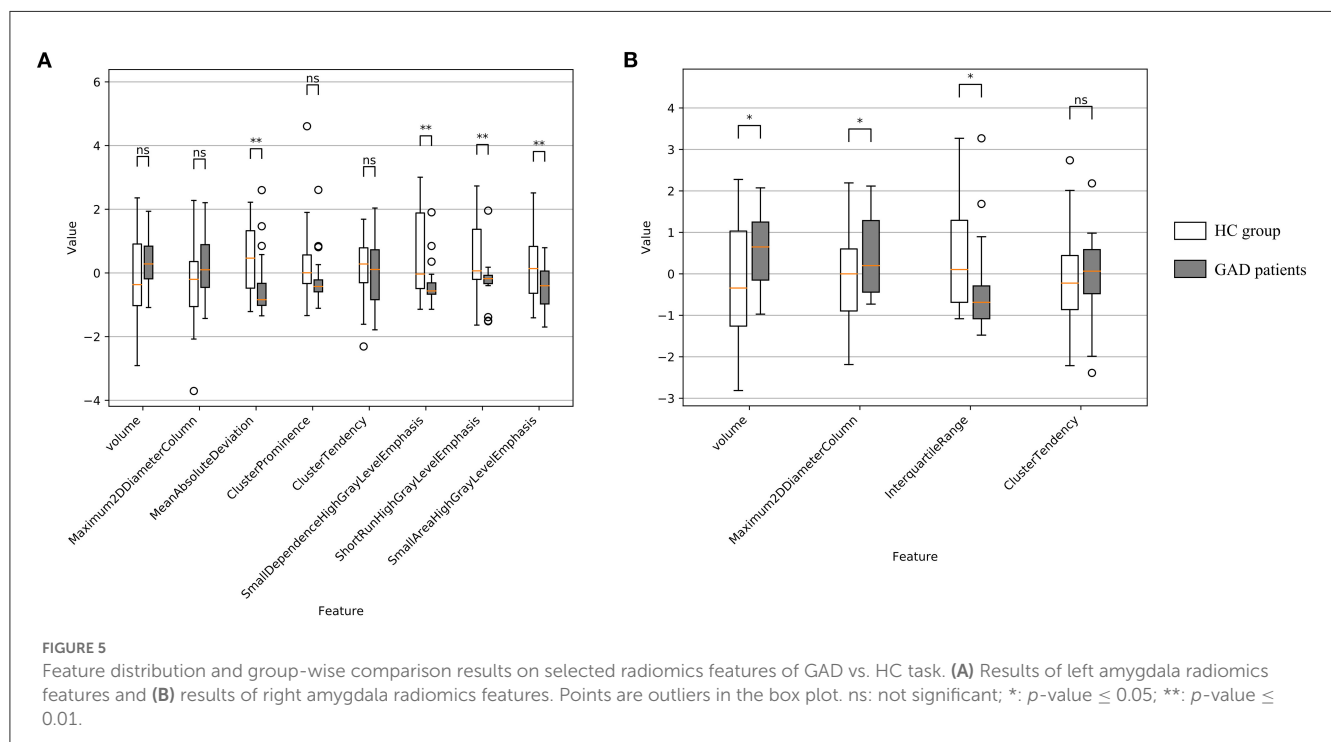 A
B
6
4
2
0
−2
−4
Value
ns
ns
**
ns
ns
**
**
**
volume
Maximum2DDiameterColumn
MeanAbsoluteDeviation
ClusterProminence
ClusterTendency
SmallDependenceHighGrayLevelEmphasis
ShortRunHighGrayLevelEmphasis
SmallAreaHighGrayLevelEmphasis
Feature
4
3
2
1
0
−1
−2
−3
Value
*
*
*
ns
volume
Maximum2DDiameterColumn
InterquartileRange
ClusterTendency
Feature
HC group
GAD patients
FIGURE 5
Feature distribution and group-wise comparison results on selected radiomics features of GAD vs. HC task. (A) Results of left amygdala radiomics
features and (B) results of right amygdala radiomics features. Points are outliers in the box plot. ns: not significant; *: p-value ≤ 0.05; **: p-value ≤
0.01.